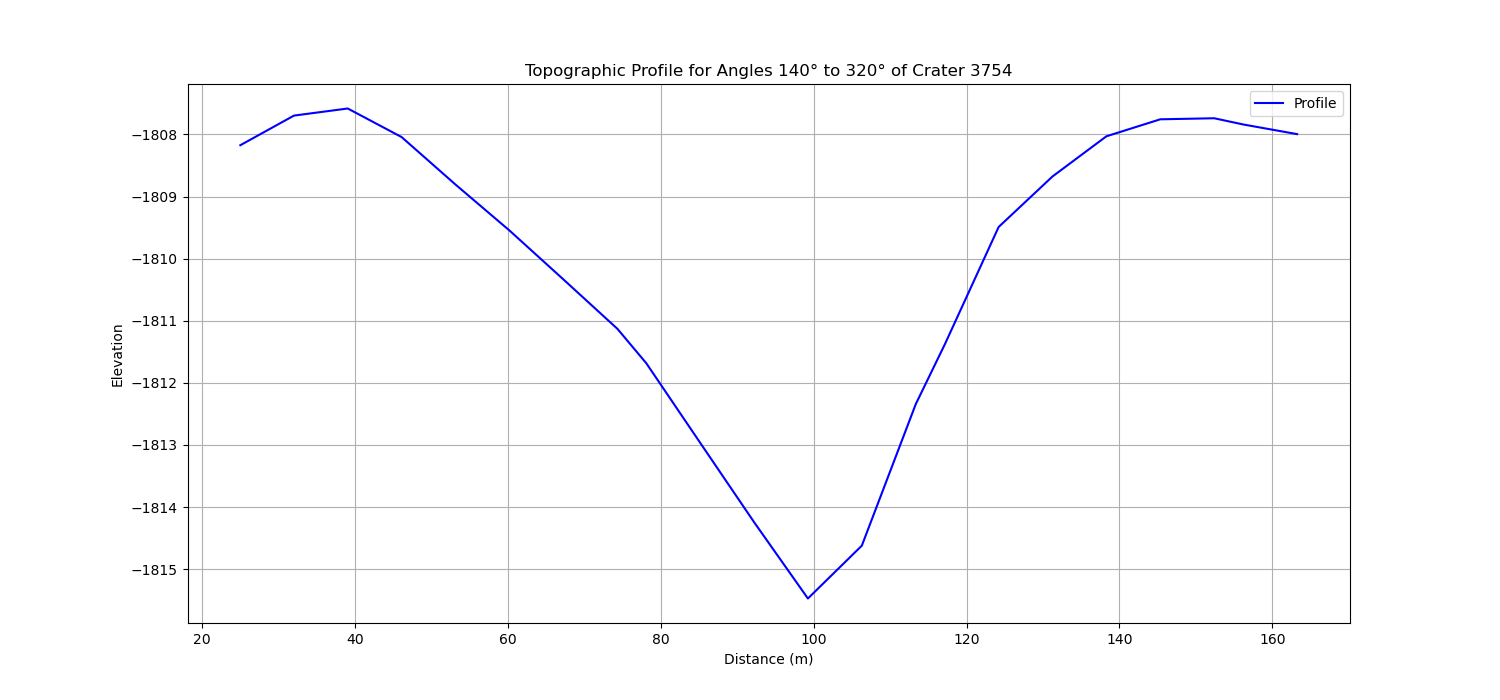 Topographic Profile for Angles 140° to 320° of Crater 3754
Profile
−1808
−1809
−1810
−1811
−1812
−1813
−1814
−1815
Elevation
20 40 60 80 100 120 140 160
Distance (m)